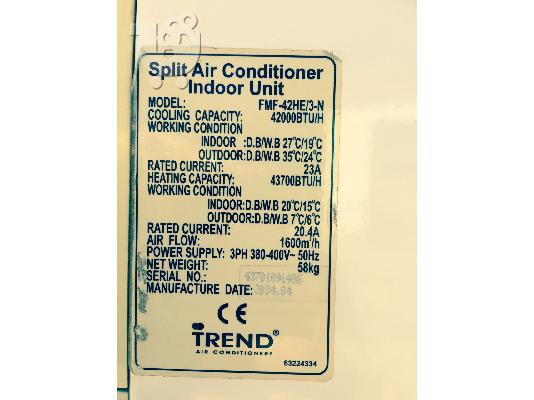 Split Air Conditioner
Indoor Unit
MODEL: FMF-42HE/3-N
COOLING CAPACITY: 42000BTU/H
WORKING CONDITION
INDOOR :D.B/W.B 27℃/19℃
OUTDOOR:D.B/W.B 35℃/24℃
RATED CURRENT: 23A
HEATING CAPACITY: 43700BTU/H
WORKING CONDITION
INDOOR:D.B/W.B 20℃/15℃
OUTDOOR:D.B/W.B 7℃/6℃
RATED CURRENT: 20.4A
AIR FLOW: 1600m³/h
POWER SUPPLY: 3PH 380-400V~ 50Hz
NET WEIGHT: 58kg
SERIAL NO.:
MANUFACTURE DATE: 2004.04
CE
TREND®
AIR CONDITIONERS
63224334